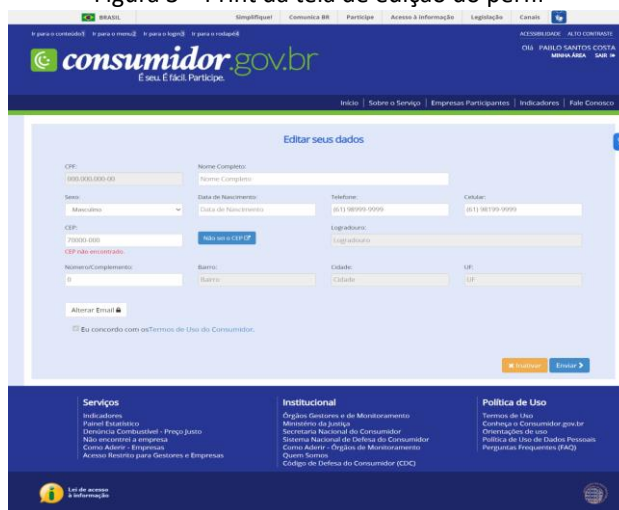 Figura 3 - Print da tela de edição do perfil
BRASIL Simplifique! Comunica BR Participe Acesso à Informação Legislação Canais
Ir para o conteúdo1 Ir para o menu2 Ir para o login3 Ir para o rodapé4 ACESSIBILIDADE ALTO CONTRASTE
Olá PABLO SANTOS COSTA
MINHA ÁREA SAIR
consumidor.gov.br
É seu. É fácil. Participe.
Início | Sobre o Serviço | Empresas Participantes | Indicadores | Fale Conosco
Editar seus dados
CPF: Nome Completo:
000.000.000-00 Nome Completo:
Sexo: Data de Nascimento: Telefone: Celular:
Masculino Data de Nascimento (61) 98999-9999 (61) 98199-9999
CEP: Logradouro:
70000-000 Não sei o CEP Logradouro
CEP não encontrado.
Número/Complemento: Bairro: Cidade: UF:
0 Bairro Cidade UF
Alterar Email
Eu concordo com osTermos de Uso do Consumidor.
Inativar Enviar
Serviços Institucional Política de Uso
Indicadores Órgãos Gestores e de Monitoramento Termos de Uso
Painel Estatístico Ministério da Justiça Conheça o Consumidor.gov.br
Denúncia Combustível - Preço Justo Secretaria Nacional do Consumidor Orientações de uso
Não encontrei a empresa Sistema Nacional de Defesa do Consumidor Política de Uso de Dados Pessoais
Como Aderir - Empresas Como Aderir - Órgãos de Monitoramento Perguntas Frequentes (FAQ)
Acesso Restrito para Gestores e Empresas Quem Somos
Código de Defesa do Consumidor (CDC)
Lei de acesso
à informação